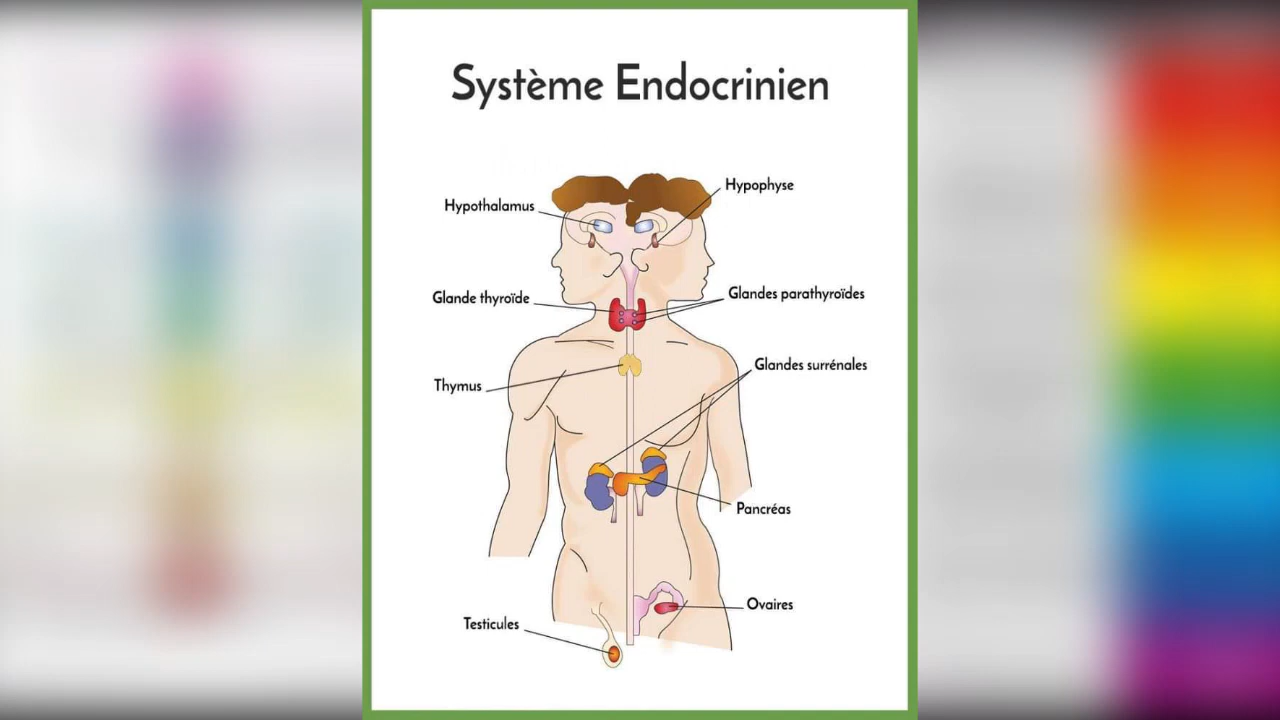 Système Endocrinien
Hypophyse
Hypothalamus
Glande thyroïde
Glandes parathyroïdes
Glandes surrénales
Thymus
Pancréas
Ovaires
Testicules